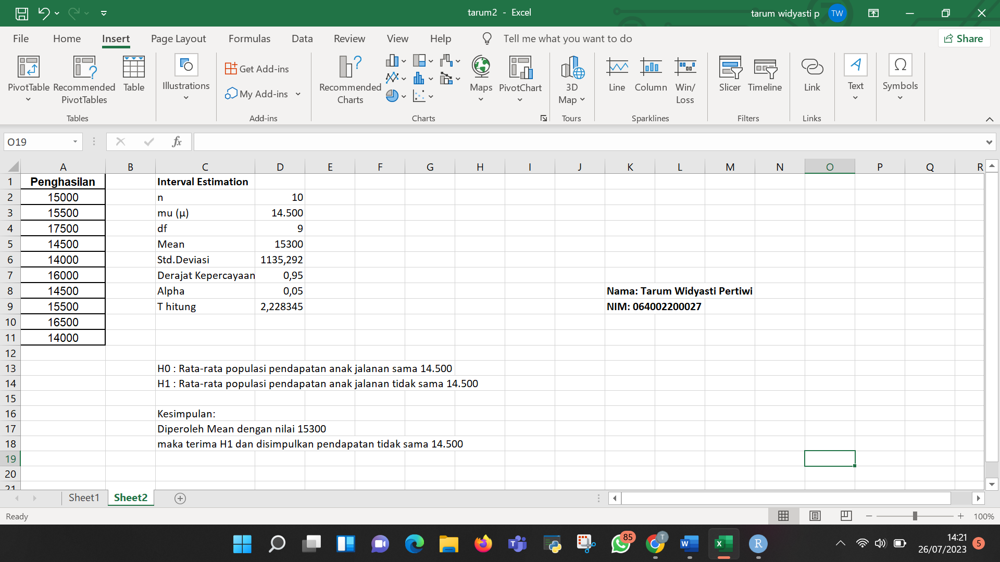 tarum2 - Excel
tarum widyasti p
TW
File Home Insert Page Layout Formulas Data Review View Help Tell me what you want to do Share
PivotTable
Recommended PivotTables
Table
Illustrations
Get Add-ins
My Add-ins
Recommended Charts
Maps
PivotChart
3D Map
Line
Column
Win/ Loss
Slicer
Timeline
Link
Text
Symbols
Tables Add-ins Charts Tours Sparklines Filters Links
O19
fx
A B C D E F G H I J K L M N O P Q R
1 Penghasilan Interval Estimation
2 15000 n 10
3 15500 mu (µ) 14.500
4 17500 df 9
5 14500 Mean 15300
6 14000 Std.Deviasi 1135,292
7 16000 Derajat Kepercayaan 0,95
8 14500 Alpha 0,05 Nama: Tarum Widyasti Pertiwi
9 15500 T hitung 2,228345 NIM: 064002200027
10 16500
11 14000
12
13 H0 : Rata-rata populasi pendapatan anak jalanan sama 14.500
14 H1 : Rata-rata populasi pendapatan anak jalanan tidak sama 14.500
15
16 Kesimpulan:
17 Diperoleh Mean dengan nilai 15300
18 maka terima H1 dan disimpulkan pendapatan tidak sama 14.500
19
20
21
Sheet1 Sheet2
Ready
100%
85
T
14:21
26/07/2023
5